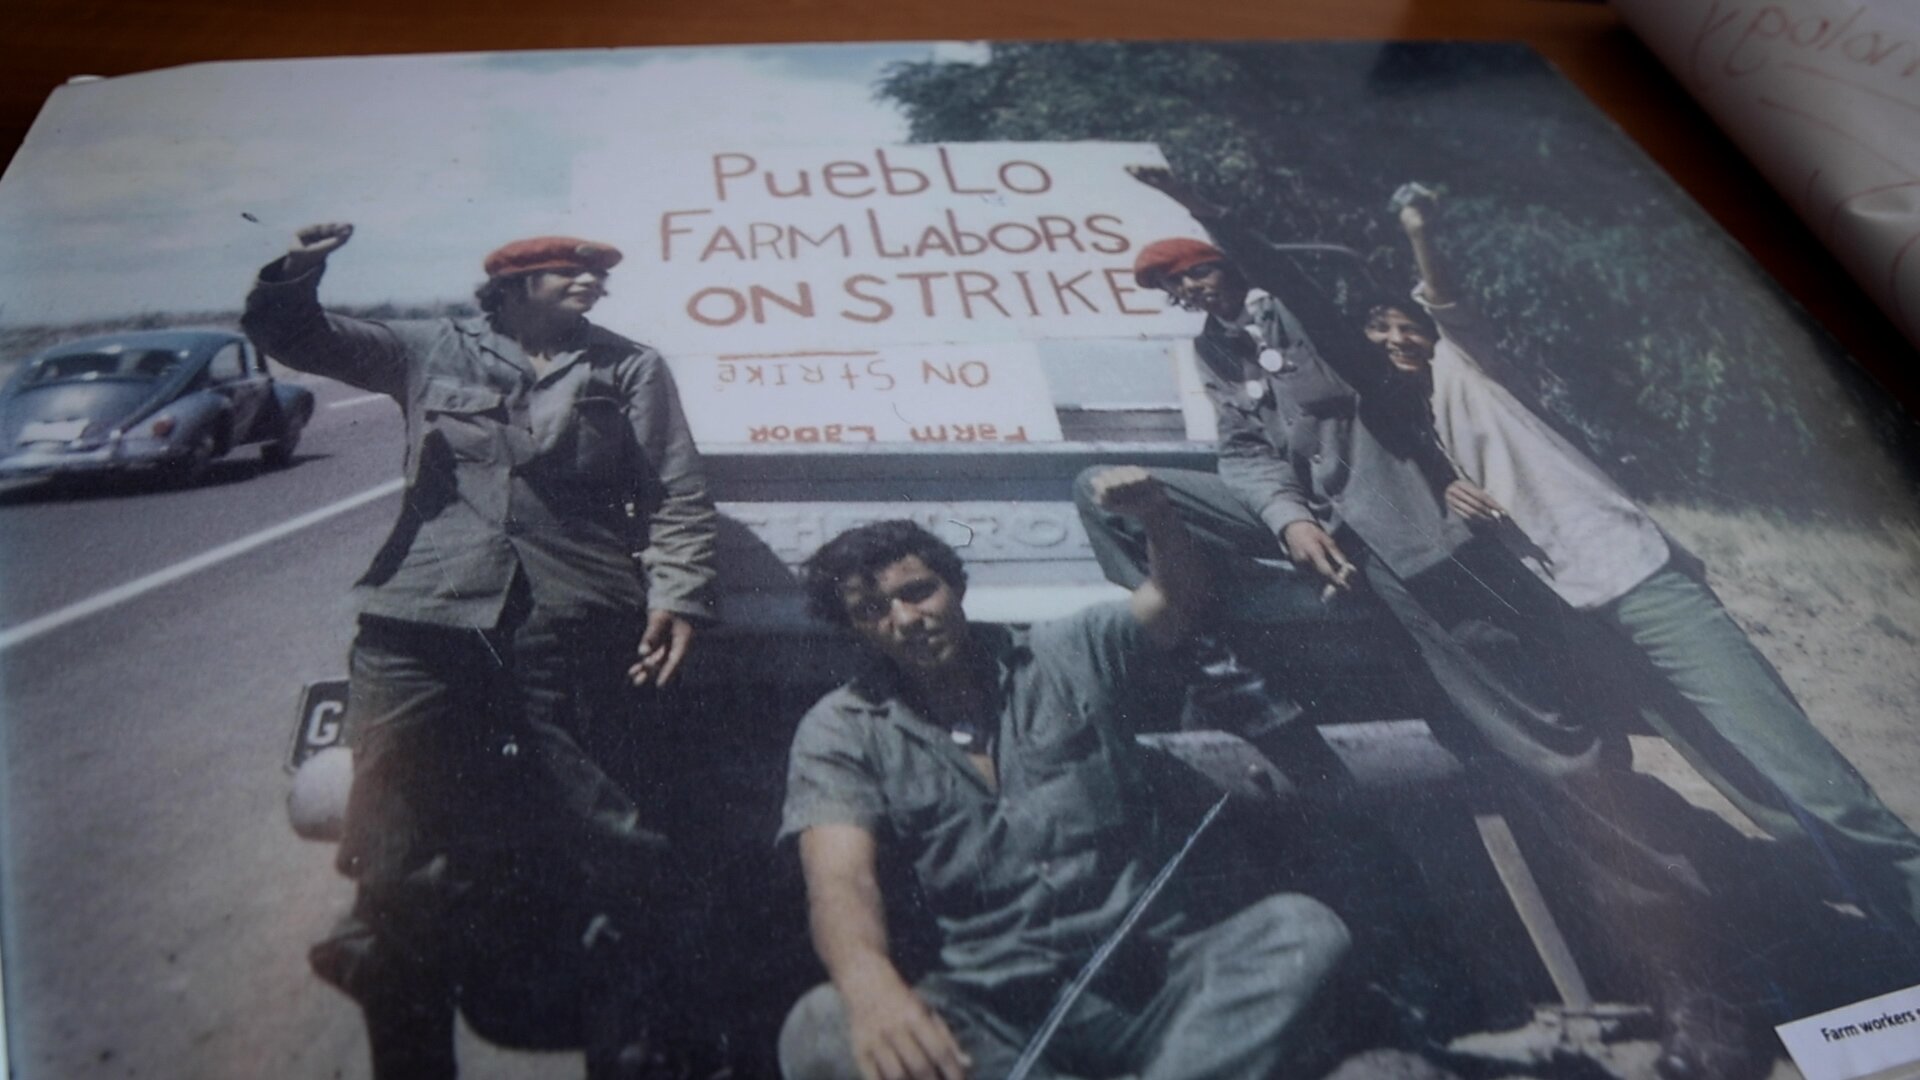 PuebLo
FARM LABORS
ON STRIKE
ON StRIKE
FARM LABOR
G
Farm workers